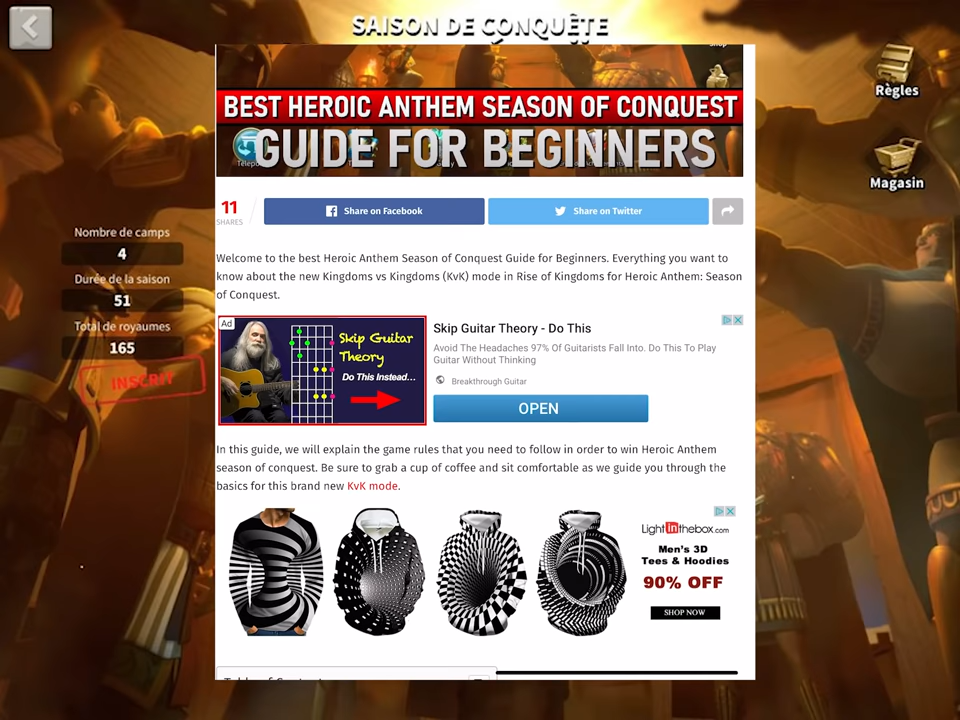 SAISON DE CONQUÊTE
Règles
Magasin
Nombre de camps
4
Durée de la saison
51
Total de royaumes
165
INSCRIT
BEST HEROIC ANTHEM SEASON OF CONQUEST
GUIDE FOR BEGINNERS
11
SHARES
Share on Facebook
Share on Twitter
Welcome to the best Heroic Anthem Season of Conquest Guide for Beginners. Everything you want to
know about the new Kingdoms vs Kingdoms (KvK) mode in Rise of Kingdoms for Heroic Anthem: Season
of Conquest.
Ad
Skip Guitar
Theory
Do This Instead...
Skip Guitar Theory - Do This
Avoid The Headaches 97% Of Guitarists Fall Into. Do This To Play
Guitar Without Thinking
Breakthrough Guitar
OPEN
In this guide, we will explain the game rules that you need to follow in order to win Heroic Anthem
season of conquest. Be sure to grab a cup of coffee and sit comfortable as we guide you through the
basics for this brand new KvK mode.
Lightinthebox.com
Men's 3D
Tees & Hoodies
90% OFF
SHOP NOW